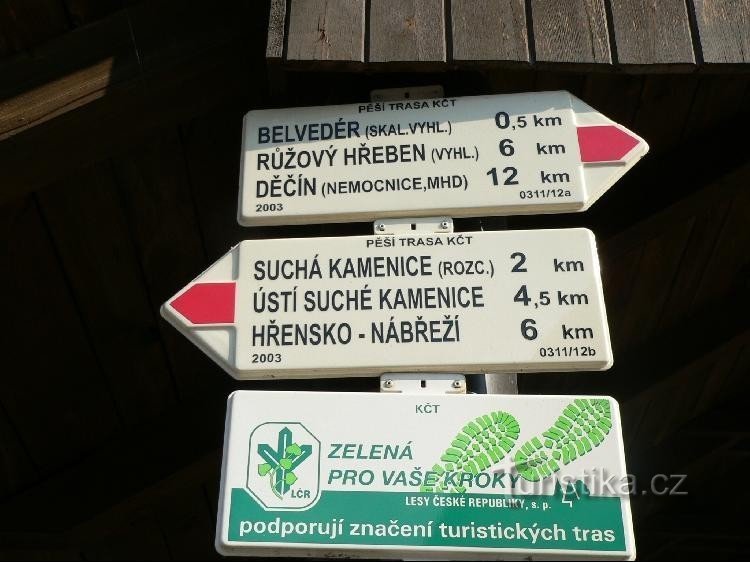 PĚŠÍ TRASA KČT
BELVEDÉR (SKAL.VYHL.) 0,5 km
RŮŽOVÝ HŘEBEN (VYHL.) 6 km
DĚČÍN (NEMOCNICE,MHD) 12 km
2003 0311/12a
PĚŠÍ TRASA KČT
SUCHÁ KAMENICE (ROZC.) 2 km
ÚSTÍ SUCHÉ KAMENICE 4,5 km
HŘENSKO - NÁBŘEŽÍ 6 km
2003 0311/12b
KČT
ZELENÁ
PRO VAŠE KROKY
LČR
LESY ČESKÉ REPUBLIKY, s. p.
Turistika.cz
podporují značení turistických tras